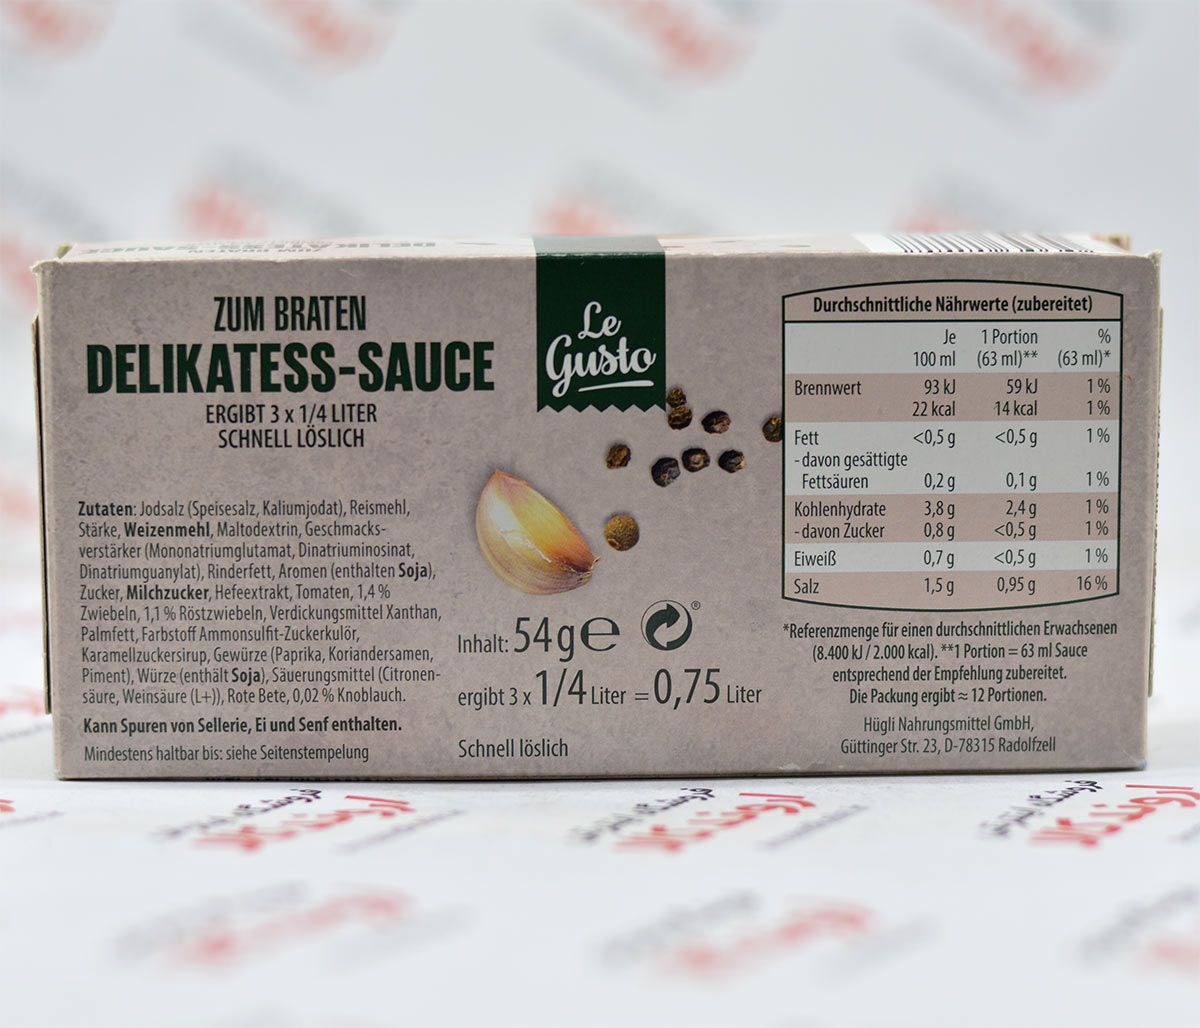 ZUM BRATEN
DELIKATESS-SAUCE
ERGIBT 3 x 1/4 LITER
SCHNELL LÖSLICH
Zutaten: Jodsalz (Speisesalz, Kaliumjodat), Reismehl,
Stärke, Weizenmehl, Maltodextrin, Geschmacks-
verstärker (Mononatriumglutamat, Dinatriuminosinat,
Dinatriumguanylat), Rinderfett, Aromen (enthalten Soja),
Zucker, Milchzucker, Hefeextrakt, Tomaten, 1,4 %
Zwiebeln, 1,1 % Röstzwiebeln, Verdickungsmittel Xanthan,
Palmfett, Farbstoff Ammonsulfit-Zuckerkulör,
Karamellzuckersirup, Gewürze (Paprika, Koriandersamen,
Piment), Würze (enthält Soja), Säuerungsmittel (Citronen-
säure, Weinsäure (L+)), Rote Bete, 0,02 % Knoblauch.
Kann Spuren von Sellerie, Ei und Senf enthalten.
Mindestens haltbar bis: siehe Seitenstempelung
Le
Gusto
Inhalt: 54 g e
®
ergibt 3 x 1/4 Liter = 0,75 Liter
Schnell löslich
Durchschnittliche Nährwerte (zubereitet)
Je 1 Portion %
100 ml (63 ml)** (63 ml)*
Brennwert 93 kJ 59 kJ 1 %
22 kcal 14 kcal 1 %
Fett <0,5 g <0,5 g 1 %
- davon gesättigte
Fettsäuren 0,2 g 0,1 g 1 %
Kohlenhydrate 3,8 g 2,4 g 1 %
- davon Zucker 0,8 g <0,5 g 1 %
Eiweiß 0,7 g <0,5 g 1 %
Salz 1,5 g 0,95 g 16 %
*Referenzmenge für einen durchschnittlichen Erwachsenen
(8.400 kJ / 2.000 kcal). **1 Portion = 63 ml Sauce
entsprechend der Empfehlung zubereitet.
Die Packung ergibt ≈ 12 Portionen.
Hügli Nahrungsmittel GmbH,
Güttinger Str. 23, D-78315 Radolfzell